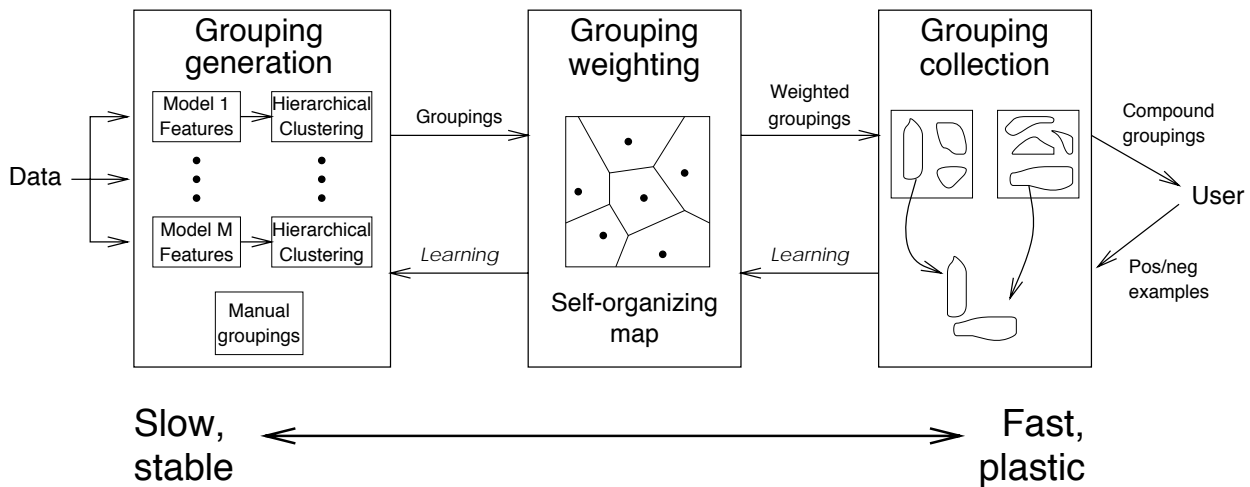 Grouping
generation
Model 1
Features
Hierarchical
Clustering
Data
Model M
Features
Hierarchical
Clustering
Manual
groupings
Groupings
Learning
Grouping
weighting
Self-organizing
map
Weighted
groupings
Learning
Grouping
collection
Compound
groupings
User
Pos/neg
examples
Slow,
stable
Fast,
plastic